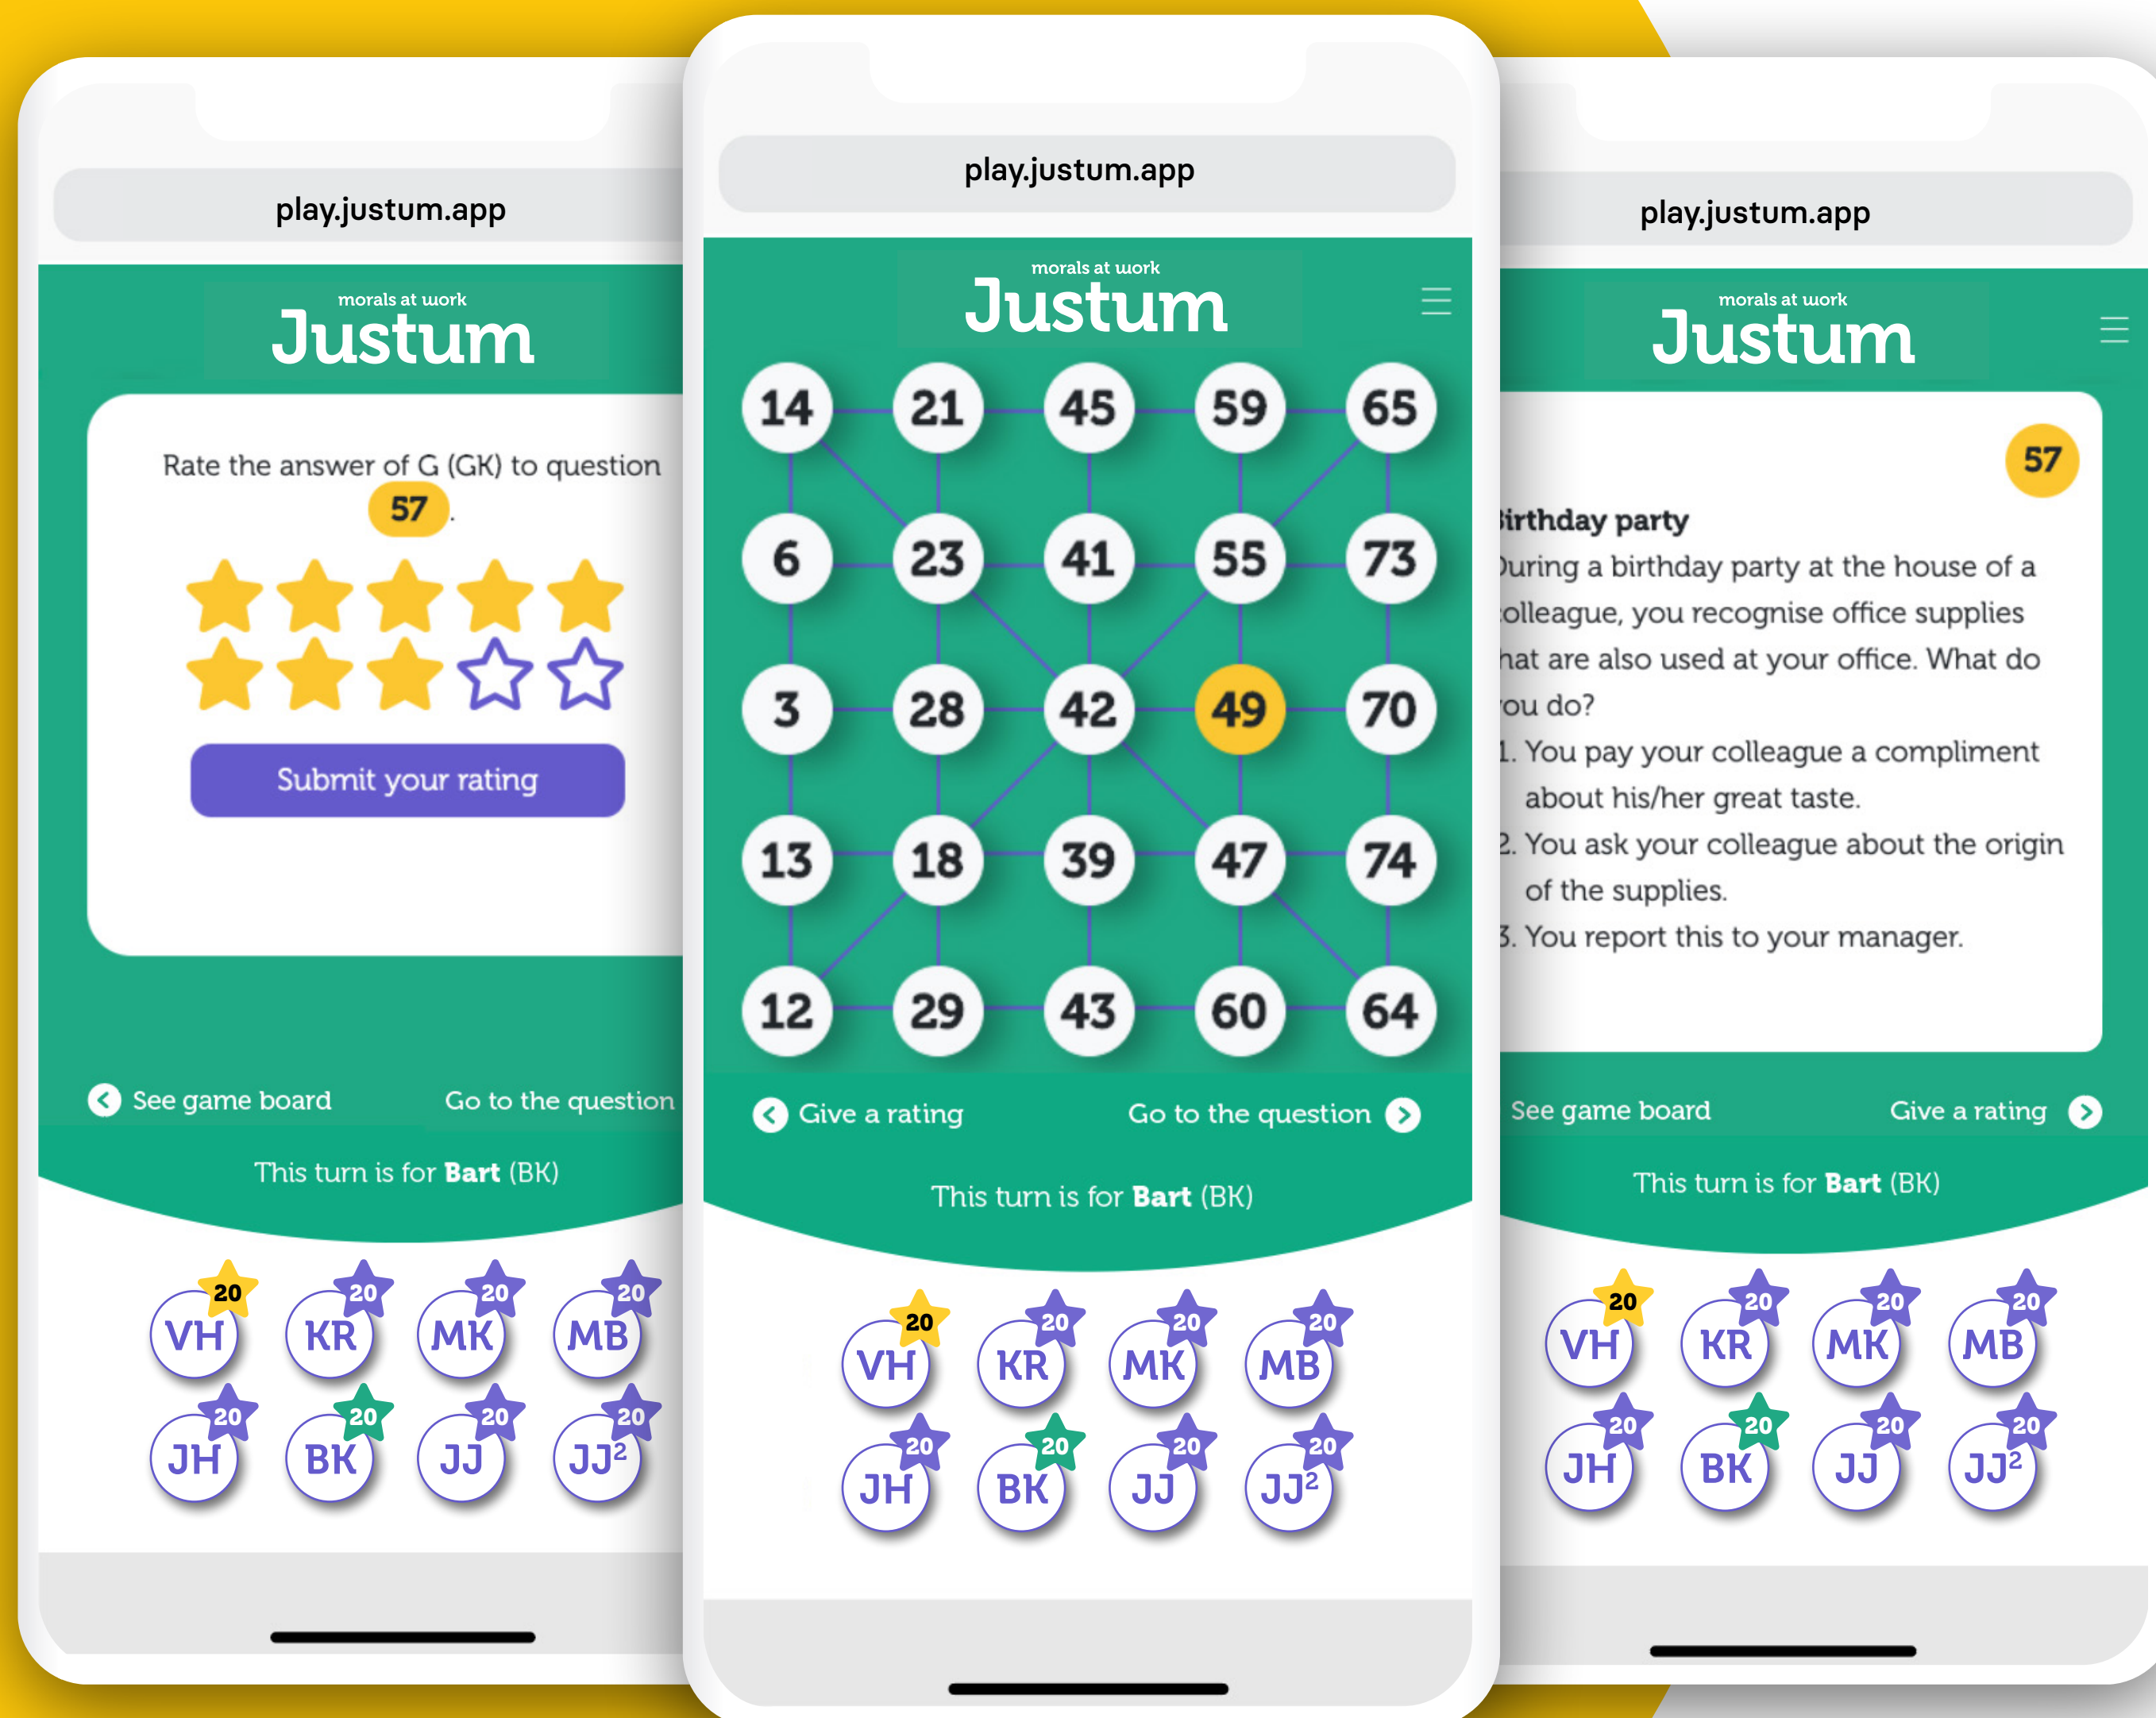 play.justum.app
morals at work
Justum
Rate the answer of G (GK) to question
57.
Submit your rating
See game board Go to the question
This turn is for Bart (BK)
20 20 20 20
VH KR MK MB
20 20 20 20
JH BK JJ JJ²
play.justum.app
morals at work
Justum
14 21 45 59 65
6 23 41 55 73
3 28 42 49 70
13 18 39 47 74
12 29 43 60 64
Give a rating Go to the question
This turn is for Bart (BK)
20 20 20 20
VH KR MK MB
20 20 20 20
JH BK JJ JJ²
play.justum.app
morals at work
Justum
57
irthday party
uring a birthday party at the house of a
olleague, you recognise office supplies
hat are also used at your office. What do
ou do?
1. You pay your colleague a compliment
about his/her great taste.
2. You ask your colleague about the origin
of the supplies.
3. You report this to your manager.
See game board Give a rating
This turn is for Bart (BK)
20 20 20 20
VH KR MK MB
20 20 20 20
JH BK JJ JJ²